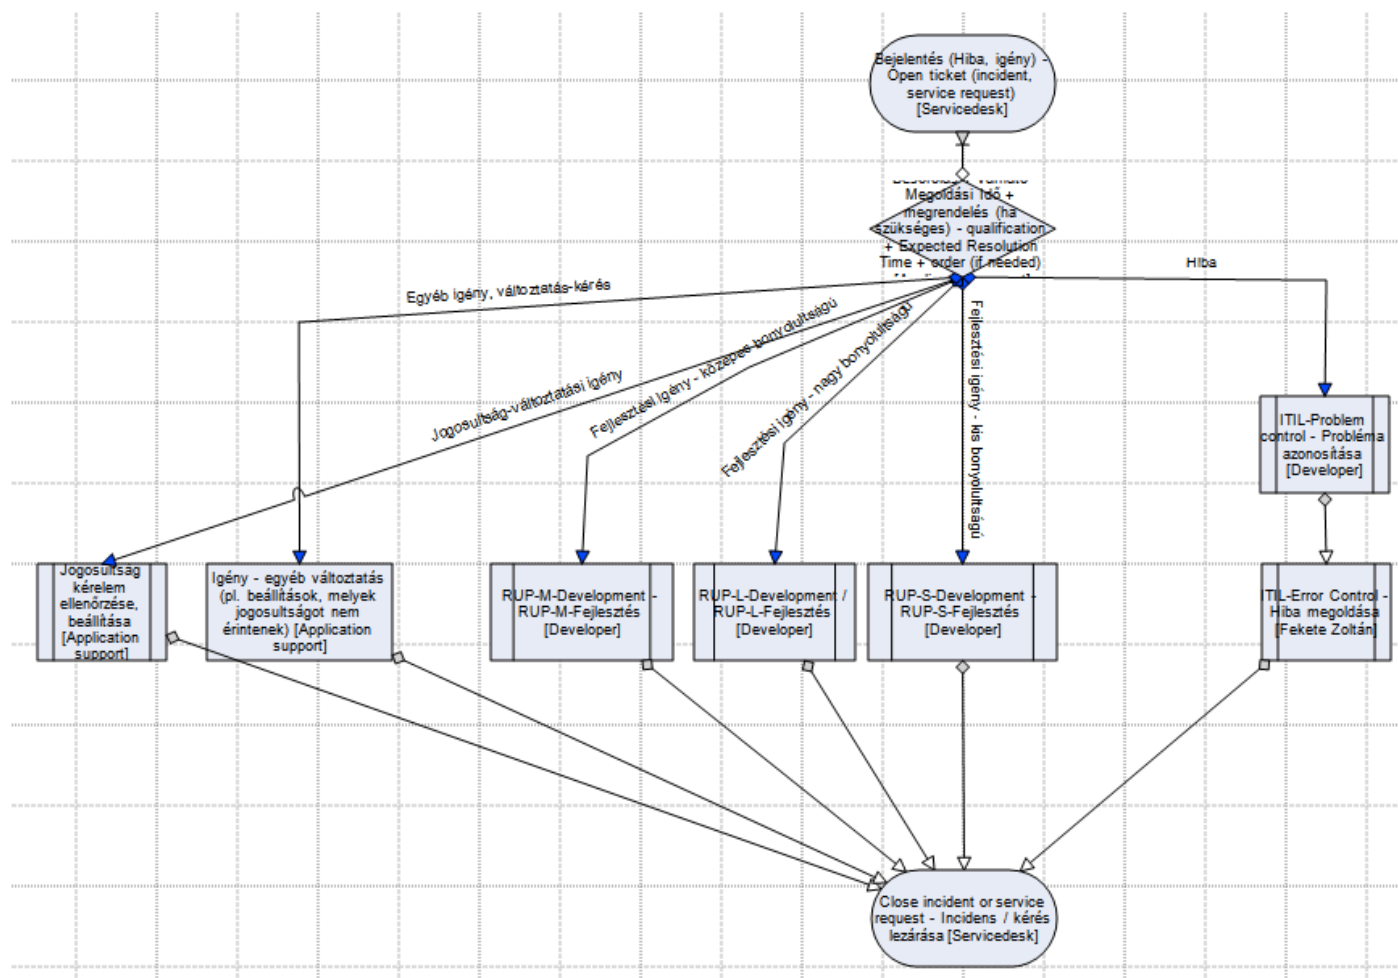 Bejelentés (Hiba, igény) -
Open ticket (incident,
service request)
[Servicedesk]
Megoldási Idő +
megrendelés (ha
szükséges) - qualification
+ Expected Resolution
Time + order (if needed)
Hiba
Egyéb igény, változtatás-kérés
Jogosultság-változtatási igény
Fejlesztési igény - közepes bonyolultságú
Fejlesztési igény - nagy bonyolultságú
Fejlesztési igény - kis bonyolultságú
ITIL-Problem
control - Probléma
azonosítása
[Developer]
Jogosultság
kérelem
ellenőrzése,
beállítása
[Application
support]
Igény - egyéb változtatás
(pl. beállítások, melyek
jogosultságot nem
érintenek) [Application
support]
RUP-M-Development -
RUP-M-Fejlesztés
[Developer]
RUP-L-Development /
RUP-L-Fejlesztés
[Developer]
RUP-S-Development -
RUP-S-Fejlesztés
[Developer]
ITIL-Error Control -
Hiba megoldása
[Fekete Zoltán]
Close incident or service
request - Incidens / kérés
lezárása [Servicedesk]